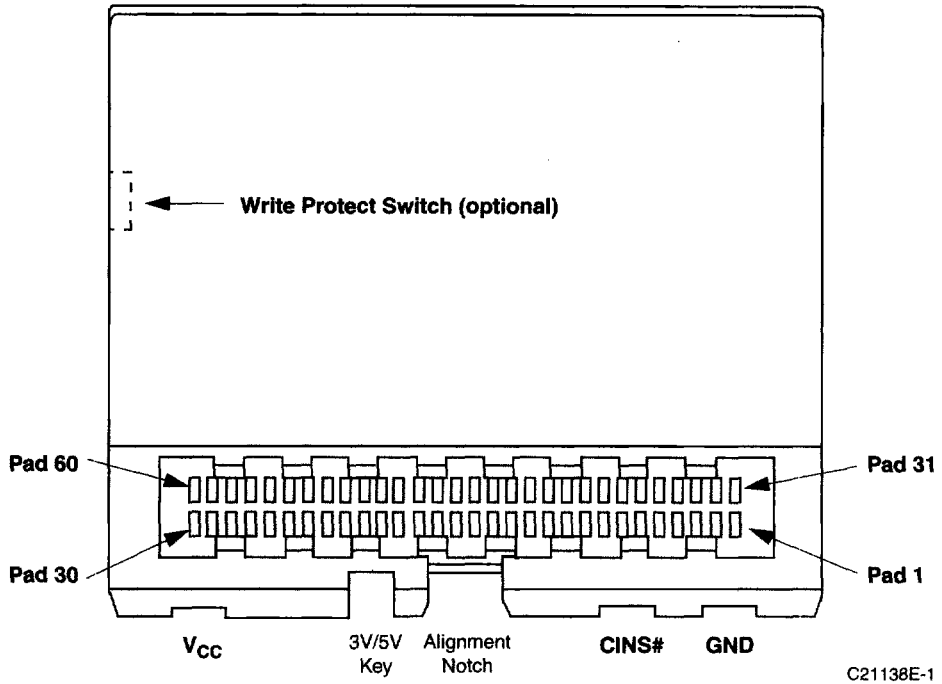 Write Protect Switch (optional)
Pad 60
Pad 31
Pad 30
Pad 1
VCC
3V/5V
Key
Alignment
Notch
CINS#
GND
C21138E-1